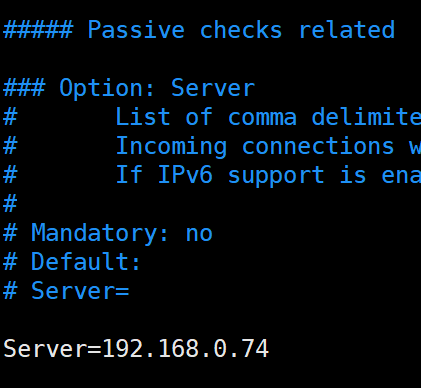 ##### Passive checks related
### Option: Server
# List of comma delimite
# Incoming connections w
# If IPv6 support is ena
#
# Mandatory: no
# Default:
# Server=
Server=192.168.0.74